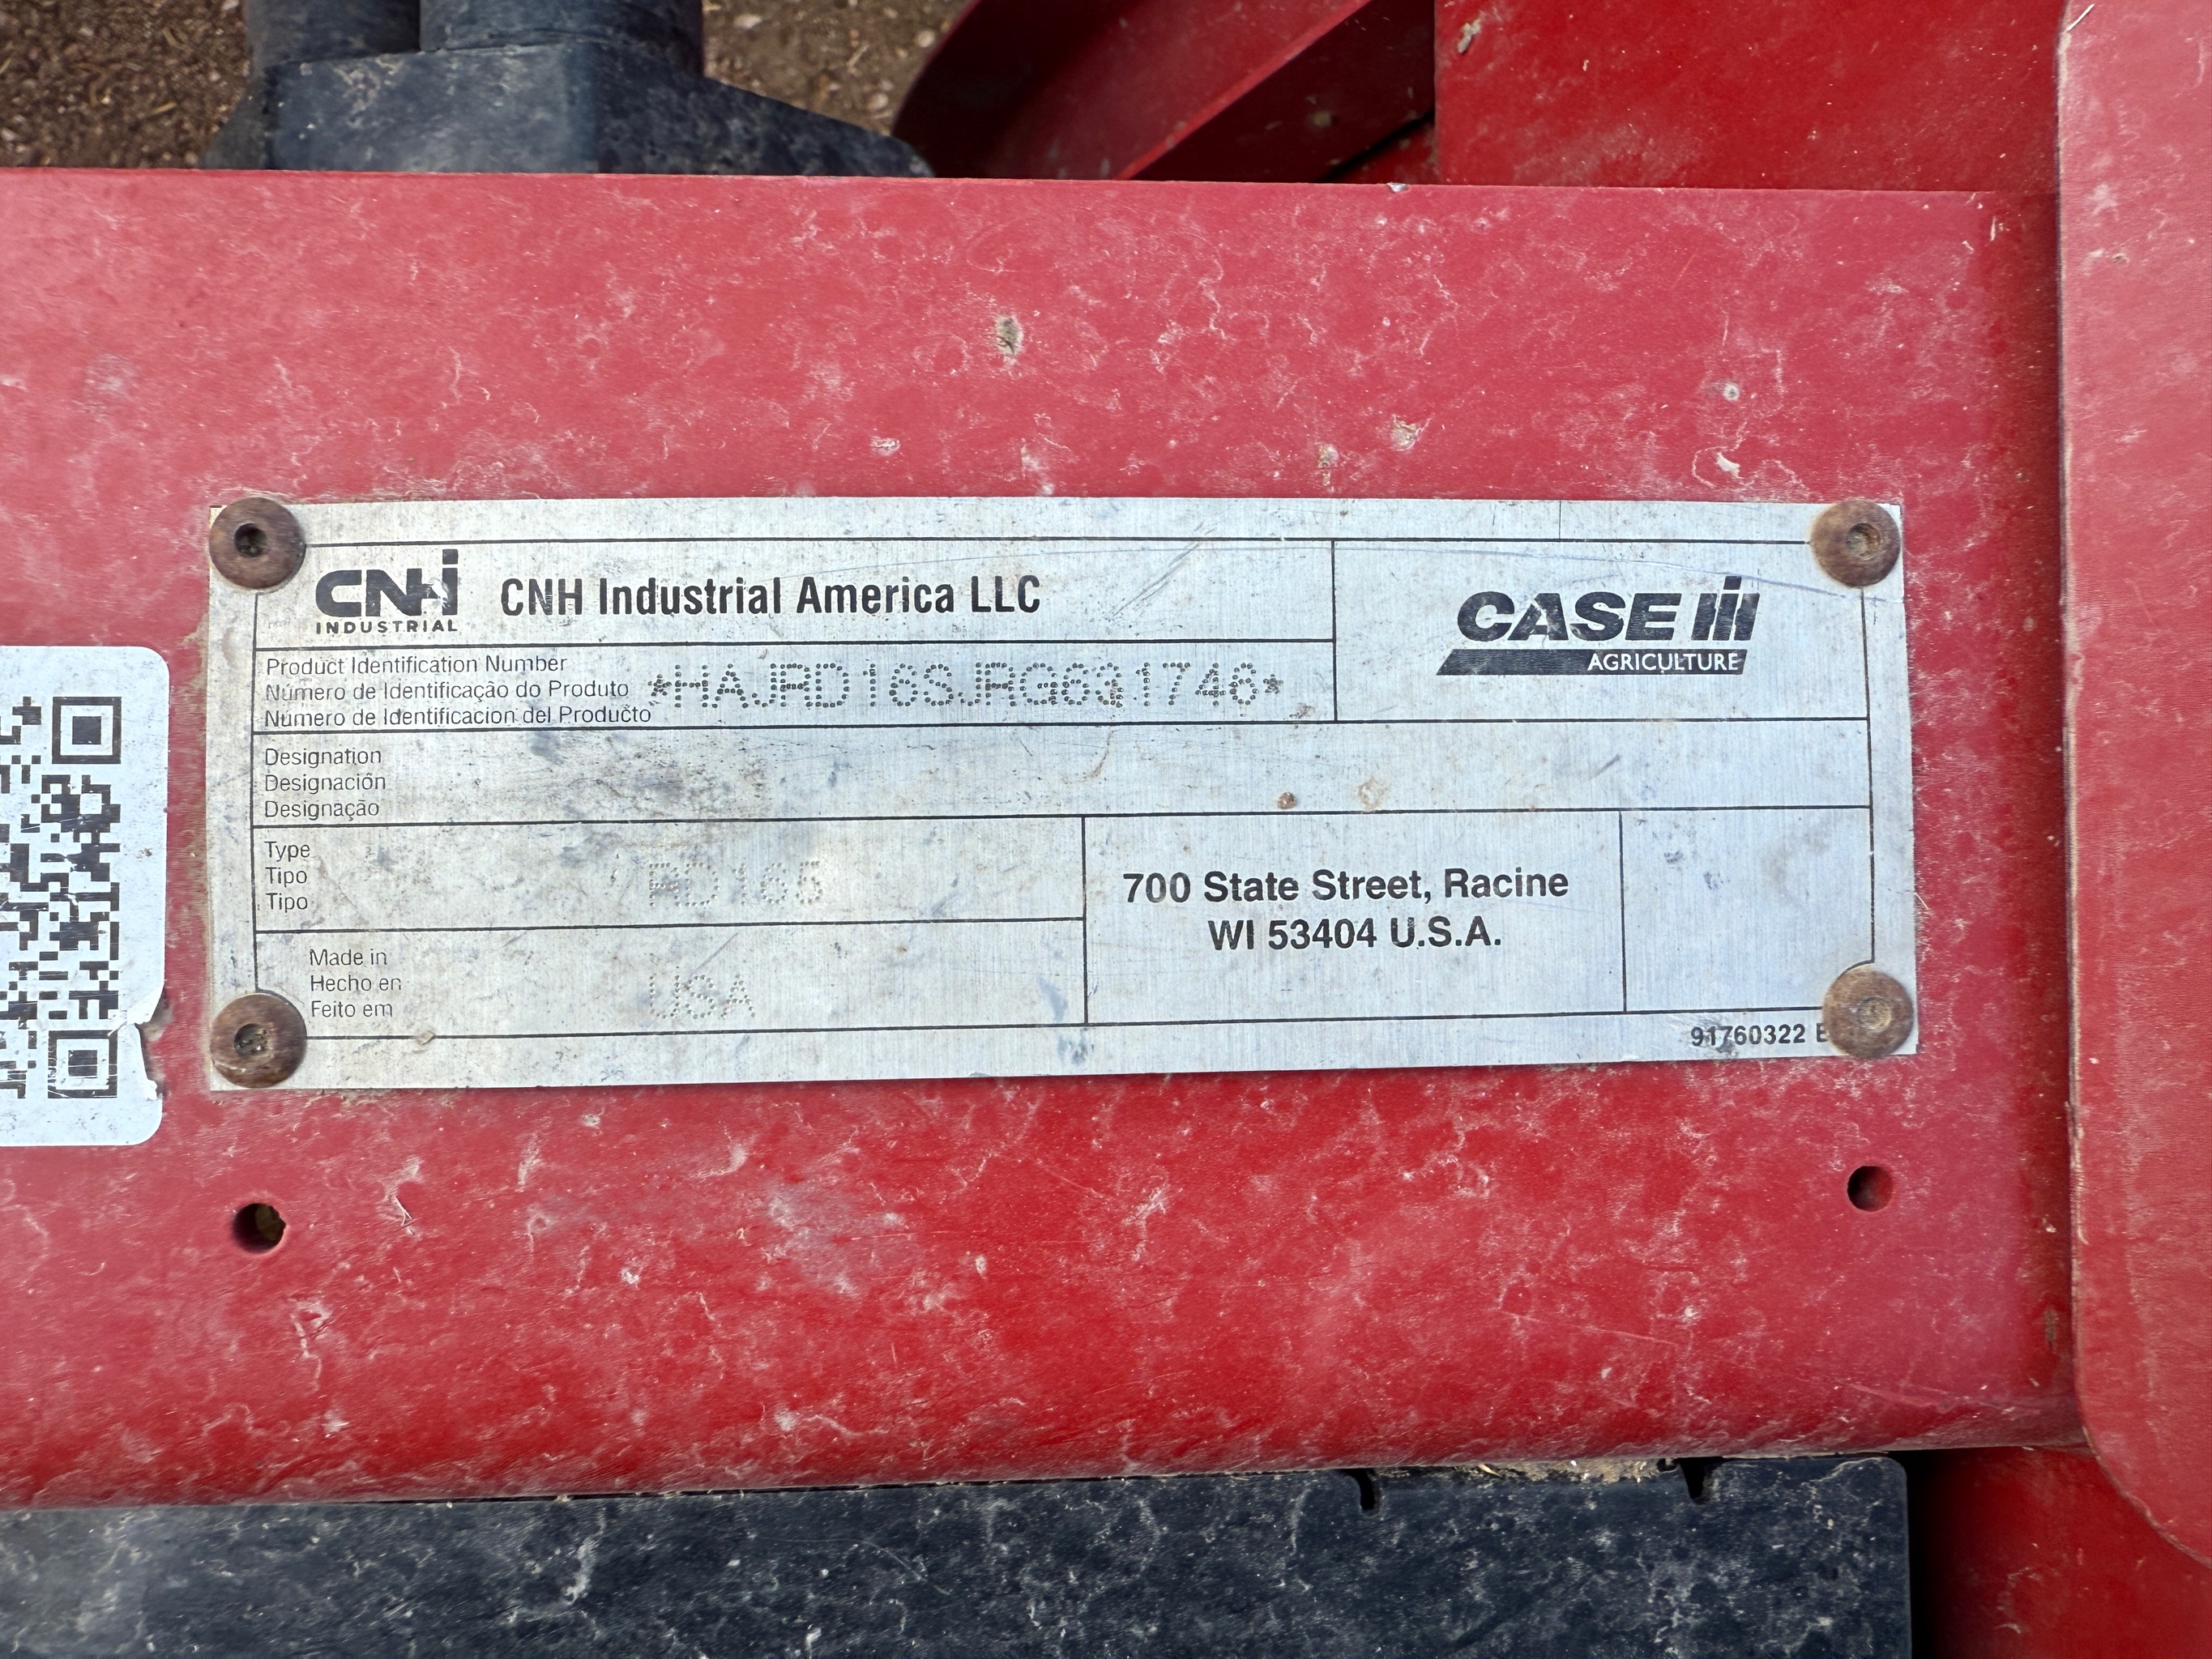 CNH
INDUSTRIAL
CNH Industrial America LLC
CASE IH
AGRICULTURE
Product Identification Number
Número de Identificação do Produto
Número de Identificacion del Producto
Designation
Designación
Designação
Type
Tipo
Tipo
RD165
700 State Street, Racine
WI 53404 U.S.A.
Made in
Hecho en
Feito em
USA
91760322